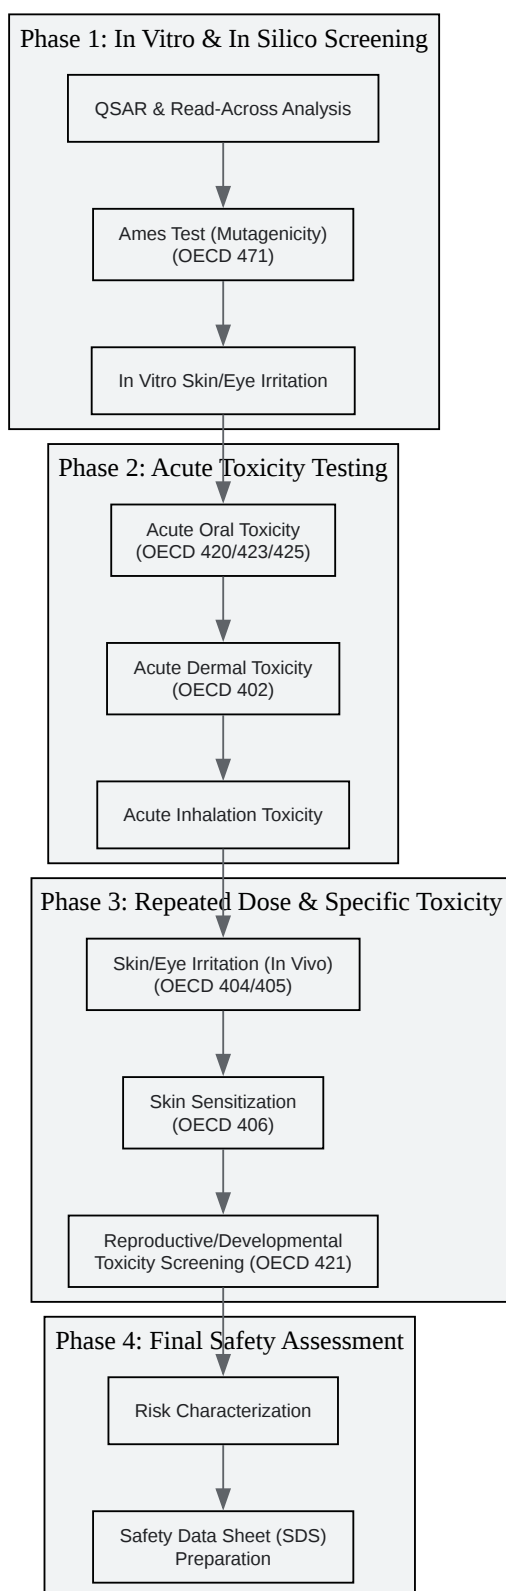 Phase 1: In Vitro & In Silico Screening
QSAR & Read-Across Analysis
Ames Test (Mutagenicity)
(OECD 471)
In Vitro Skin/Eye Irritation
Phase 2: Acute Toxicity Testing
Acute Oral Toxicity
(OECD 420/423/425)
Acute Dermal Toxicity
(OECD 402)
Acute Inhalation Toxicity
Phase 3: Repeated Dose & Specific Toxicity
Skin/Eye Irritation (In Vivo)
(OECD 404/405)
Skin Sensitization
(OECD 406)
Reproductive/Developmental
Toxicity Screening (OECD 421)
Phase 4: Final Safety Assessment
Risk Characterization
Safety Data Sheet (SDS)
Preparation